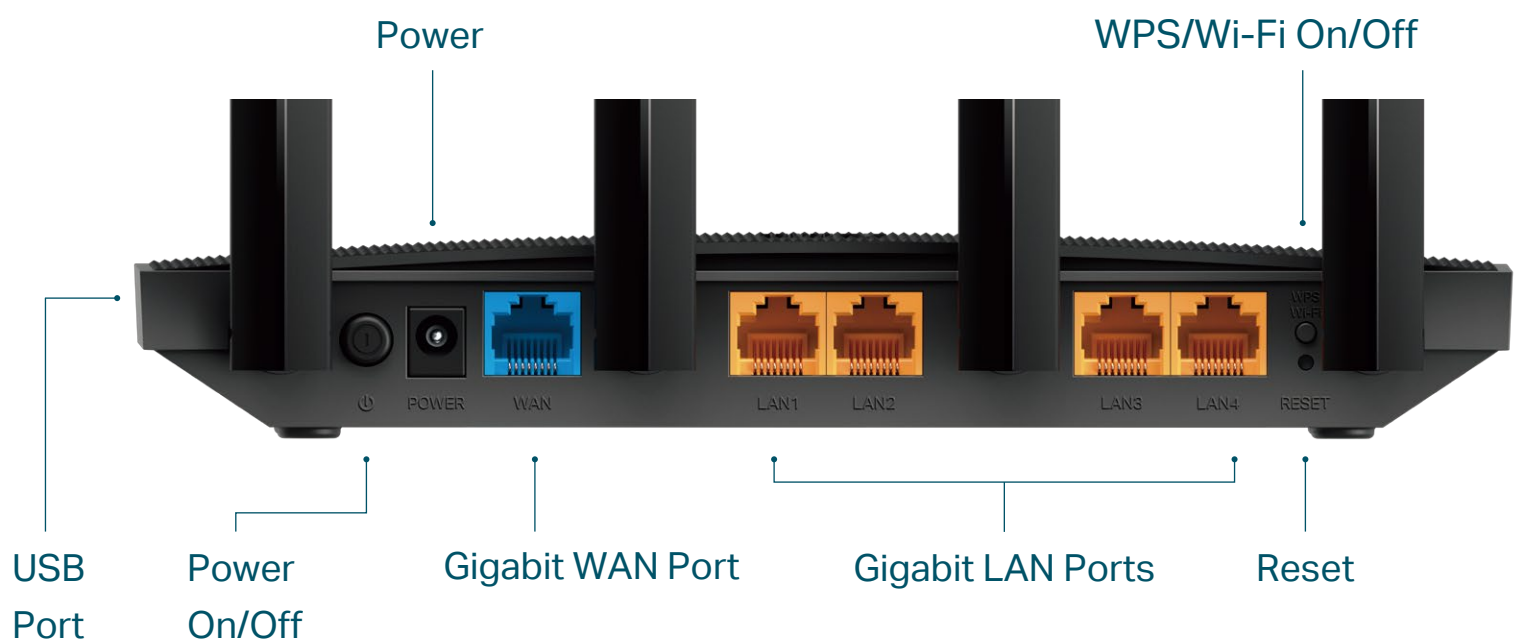 Power
WPS/Wi-Fi On/Off
WPS
Wi-Fi
POWER
WAN
LAN1
LAN2
LAN3
LAN4
RESET
USB
Port
Power
On/Off
Gigabit WAN Port
Gigabit LAN Ports
Reset